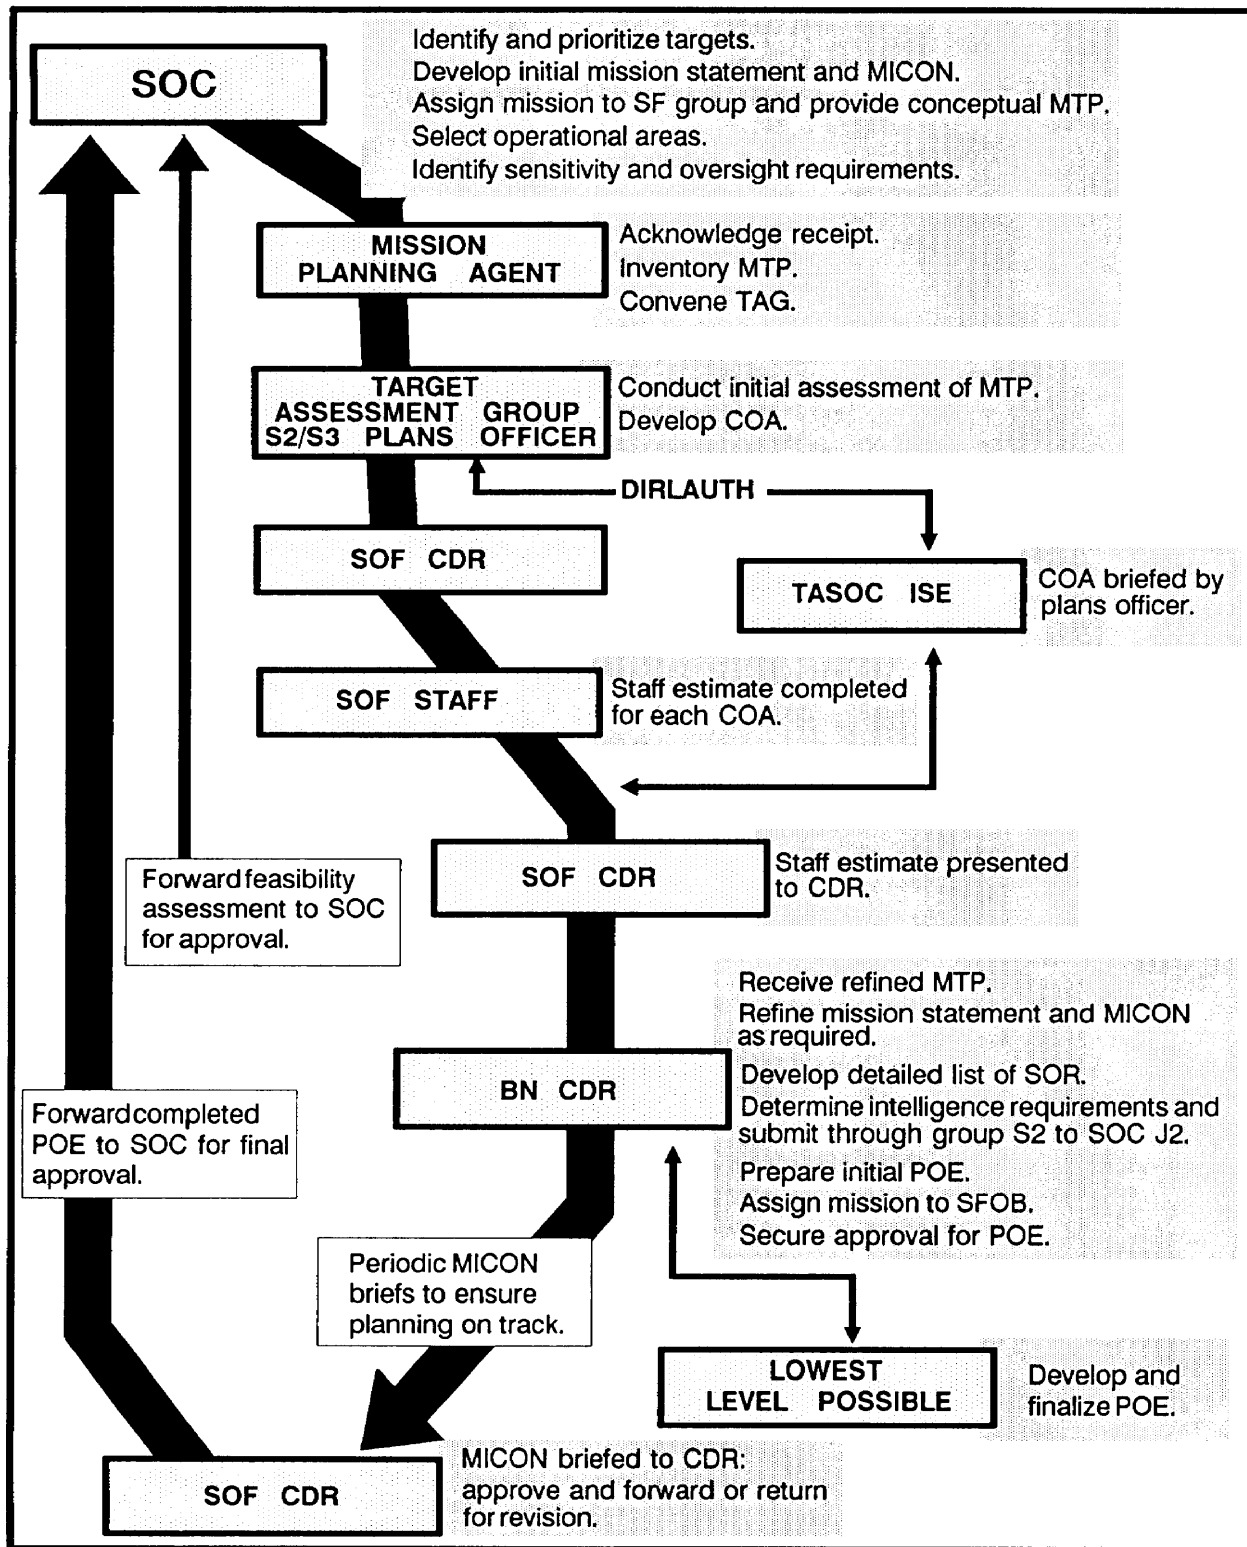 SOC
Identify and prioritize targets.
Develop initial mission statement and MICON.
Assign mission to SF group and provide conceptual MTP.
Select operational areas.
Identify sensitivity and oversight requirements.
MISSION
PLANNING AGENT
Acknowledge receipt.
Inventory MTP.
Convene TAG.
TARGET
ASSESSMENT GROUP
S2/S3 PLANS OFFICER
Conduct initial assessment of MTP.
Develop COA.
DIRLAUTH
SOF CDR
TASOC ISE
COA briefed by
plans officer.
SOF STAFF
Staff estimate completed
for each COA.
SOF CDR
Staff estimate presented
to CDR.
Forward feasibility
assessment to SOC
for approval.
BN CDR
Receive refined MTP.
Refine mission statement and MICON
as required.
Develop detailed list of SOR.
Determine intelligence requirements and
submit through group S2 to SOC J2.
Prepare initial POE.
Assign mission to SFOB.
Secure approval for POE.
Forward completed
POE to SOC for final
approval.
Periodic MICON
briefs to ensure
planning on track.
LOWEST
LEVEL POSSIBLE
Develop and
finalize POE.
SOF CDR
MICON briefed to CDR:
approve and forward or return
for revision.